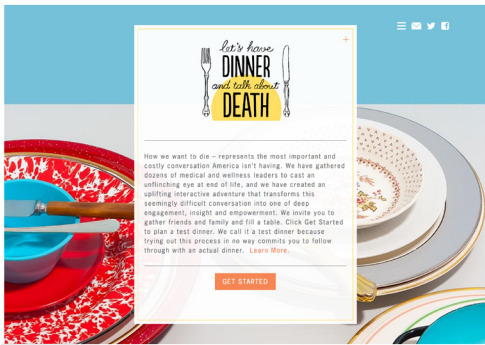 let's have
DINNER
and talk about
DEATH
How we want to die – represents the most important and
costly conversation America isn't having. We have gathered
dozens of medical and wellness leaders to cast an
unflinching eye at end of life, and we have created an
uplifting interactive adventure that transforms this
seemingly difficult conversation into one of deep
engagement, insight and empowerment. We invite you to
gather friends and family and fill a table. Click Get Started
to plan a test dinner. We call it a test dinner because
trying out this process in no way commits you to follow
through with an actual dinner. Learn More.
GET STARTED